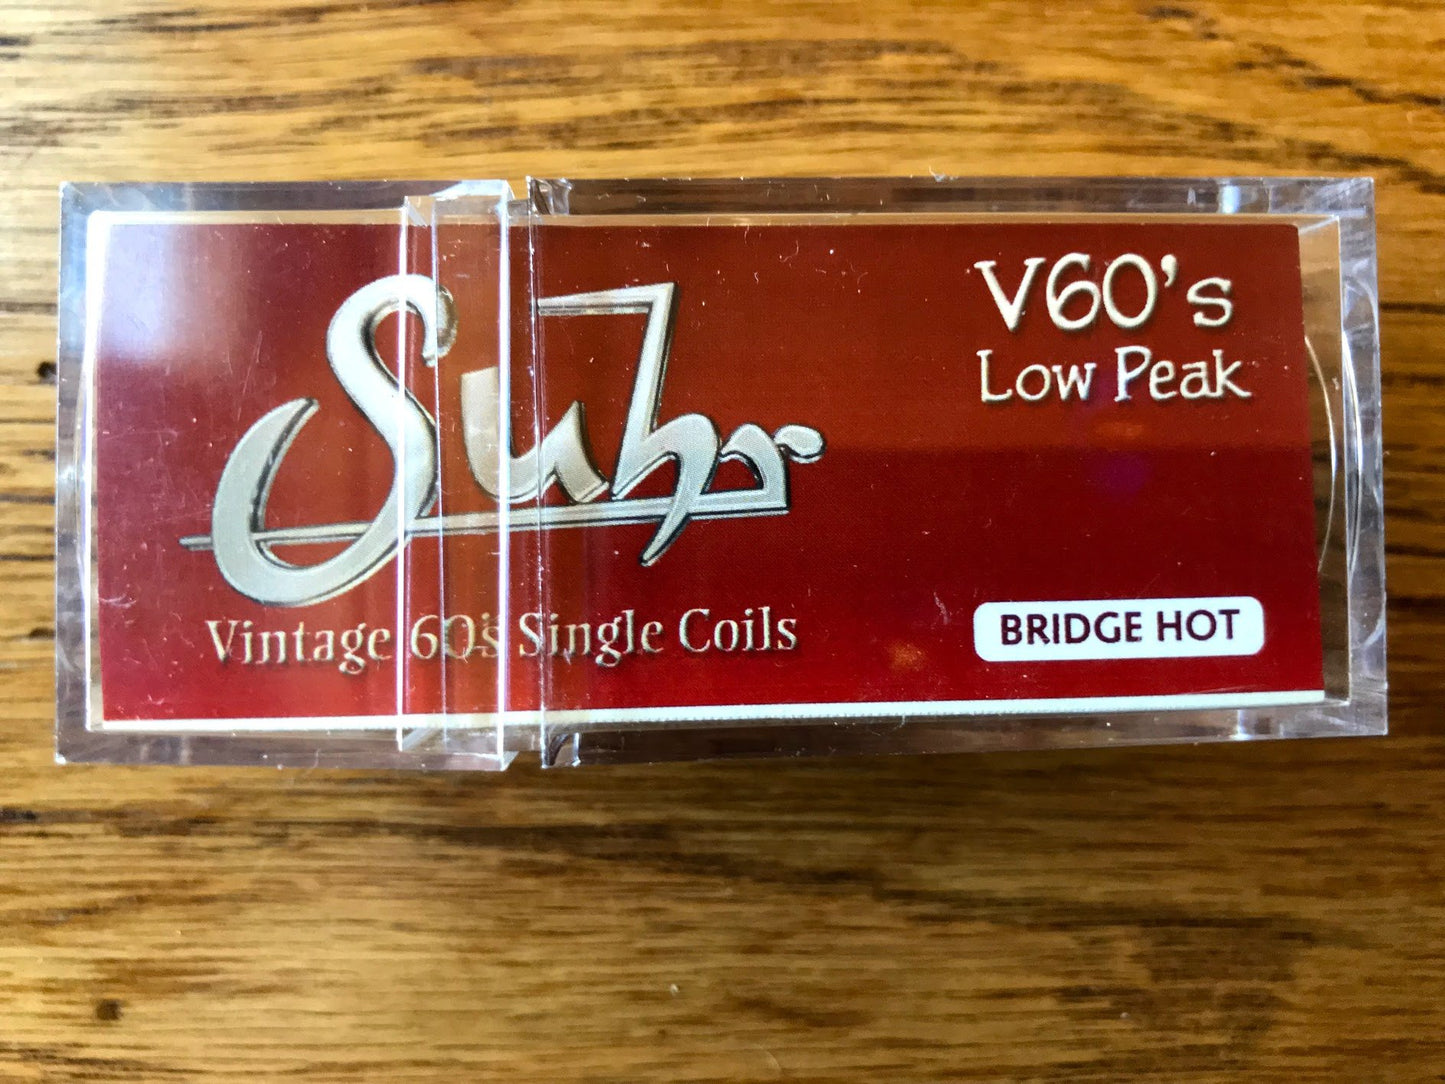 Suhr
Vintage 60's Single Coils
V60's
Low Peak
BRIDGE HOT